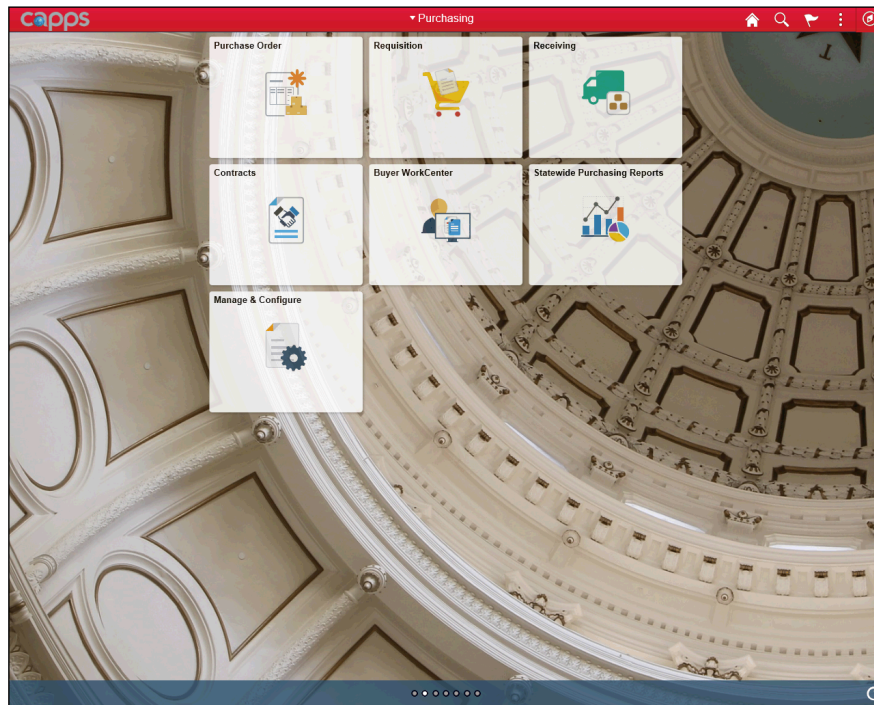 capps
Purchasing
Purchase Order
Requisition
Receiving
Contracts
Buyer WorkCenter
Statewide Purchasing Reports
Manage & Configure